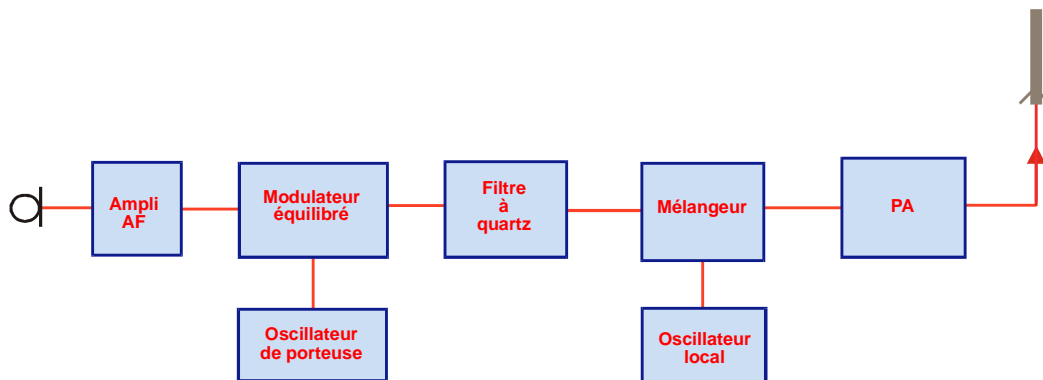 Ampli
AF
Modulateur
équilibré
Filtre
à
quartz
Mélangeur
PA
Oscillateur
de porteuse
Oscillateur
local